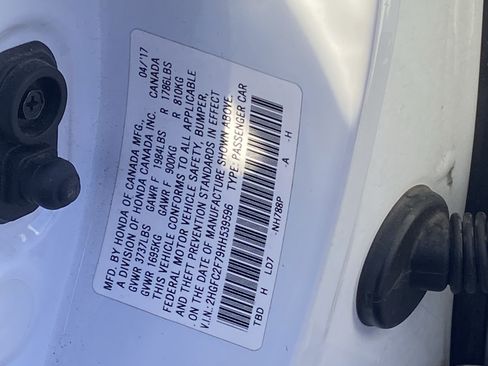 MFD. BY HONDA OF CANADA MFG. 04/17
A DIVISION OF HONDA CANADA INC. CANADA
GVWR 3737LBS GAWR F 1984LBS R 1786LBS
GVWR 1695KG GAWR F 900KG R 810KG
THIS VEHICLE CONFORMS TO ALL APPLICABLE
FEDERAL MOTOR VEHICLE SAFETY, BUMPER,
AND THEFT PREVENTION STANDARDS IN EFFECT
ON THE DATE OF MANUFACTURE SHOWN ABOVE.
V.I.N.:2HGFC2F79HH539596 TYPE:PASSENGER CAR
TBD H LD7 -NH788P -A -H